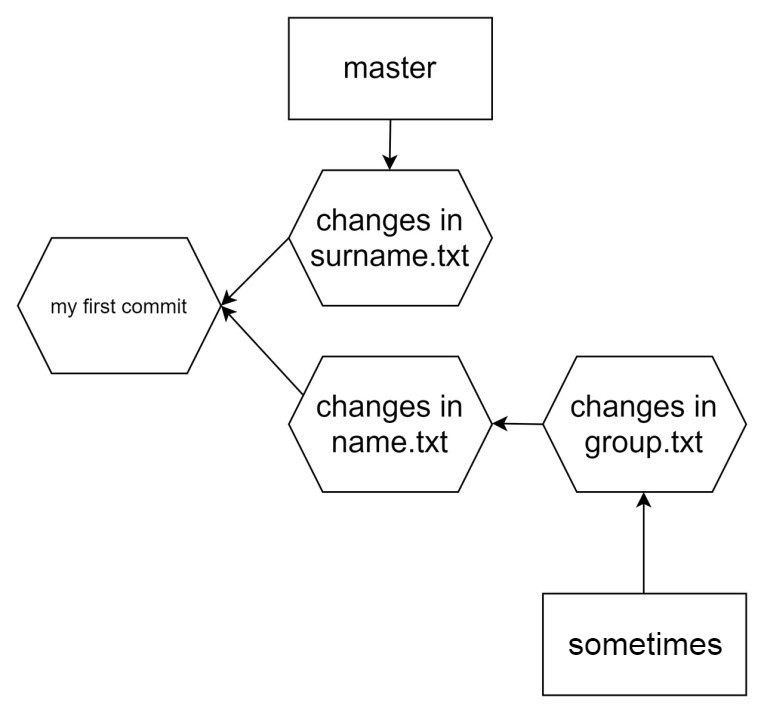 master
changes in
surname.txt
my first commit
changes in
name.txt
changes in
group.txt
sometimes